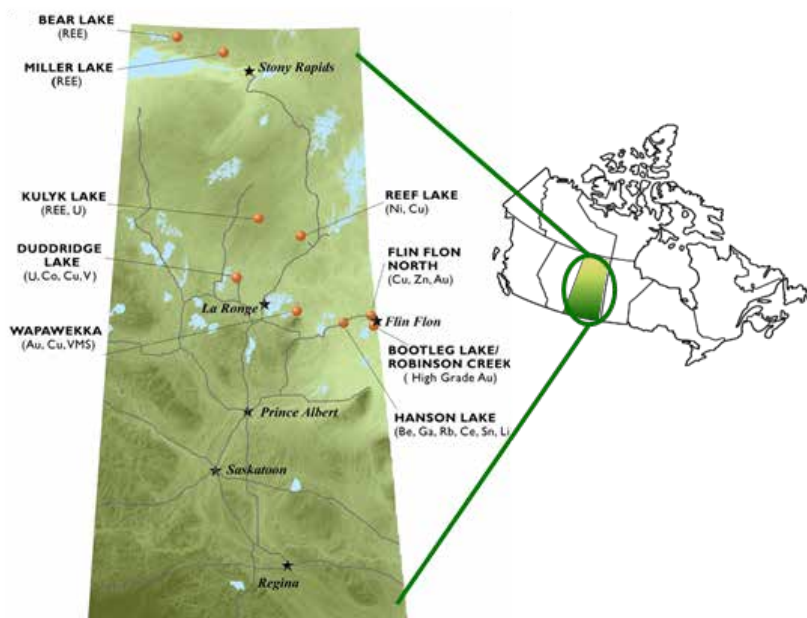 BEAR LAKE
(REE)
MILLER LAKE
(REE)
Stony Rapids
KULYK LAKE
(REE, U)
REEF LAKE
(Ni, Cu)
DUDDRIDGE
LAKE
(U, Co, Cu, V)
FLIN FLON
NORTH
(Cu, Zn, Au)
La Ronge
WAPAWEKKA
(Au, Cu, VMS)
Flin Flon
BOOTLEG LAKE/
ROBINSON CREEK
( High Grade Au)
HANSON LAKE
(Be, Ga, Rb, Ce, Sn, Li
Prince Albert
Saskatoon
Regina